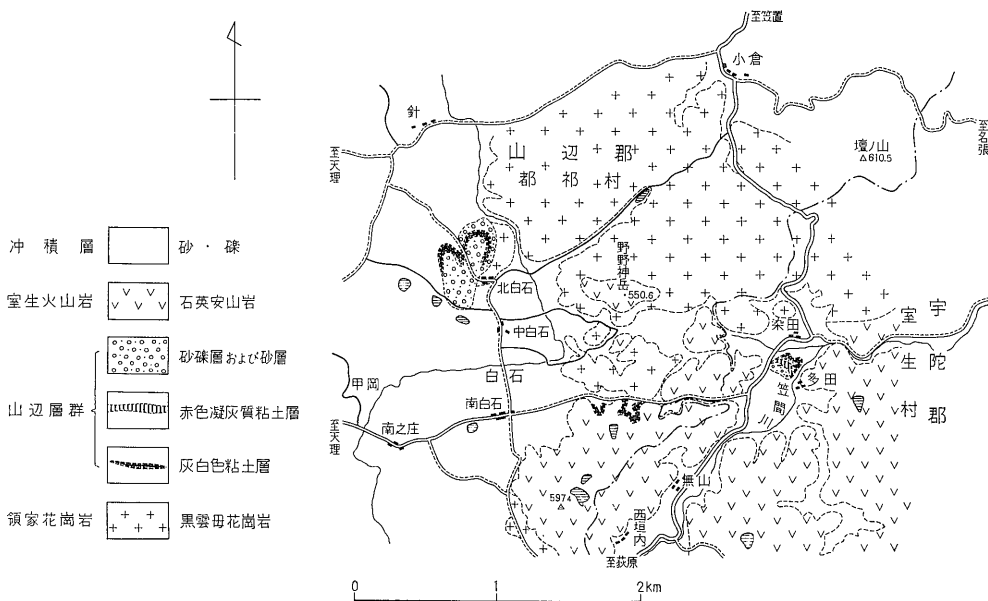 沖積層 砂・礫
室生火山岩 石英安山岩
山辺層群
砂礫層および砂層
赤色凝灰質粘土層
灰白色粘土層
領家花崗岩 黒雲母花崗岩
至笠置
小倉
針
至天理
山辺郡
都祁村
壇ノ山
△610.5
至名張
野野神岳
・550.6
北白石
中白石
白石
南白石
甲岡
至天理
南之庄
染田
多田
笠間川
室生村
宇陀郡
無山
597.4
△
西垣内
至萩原
0 1 2km